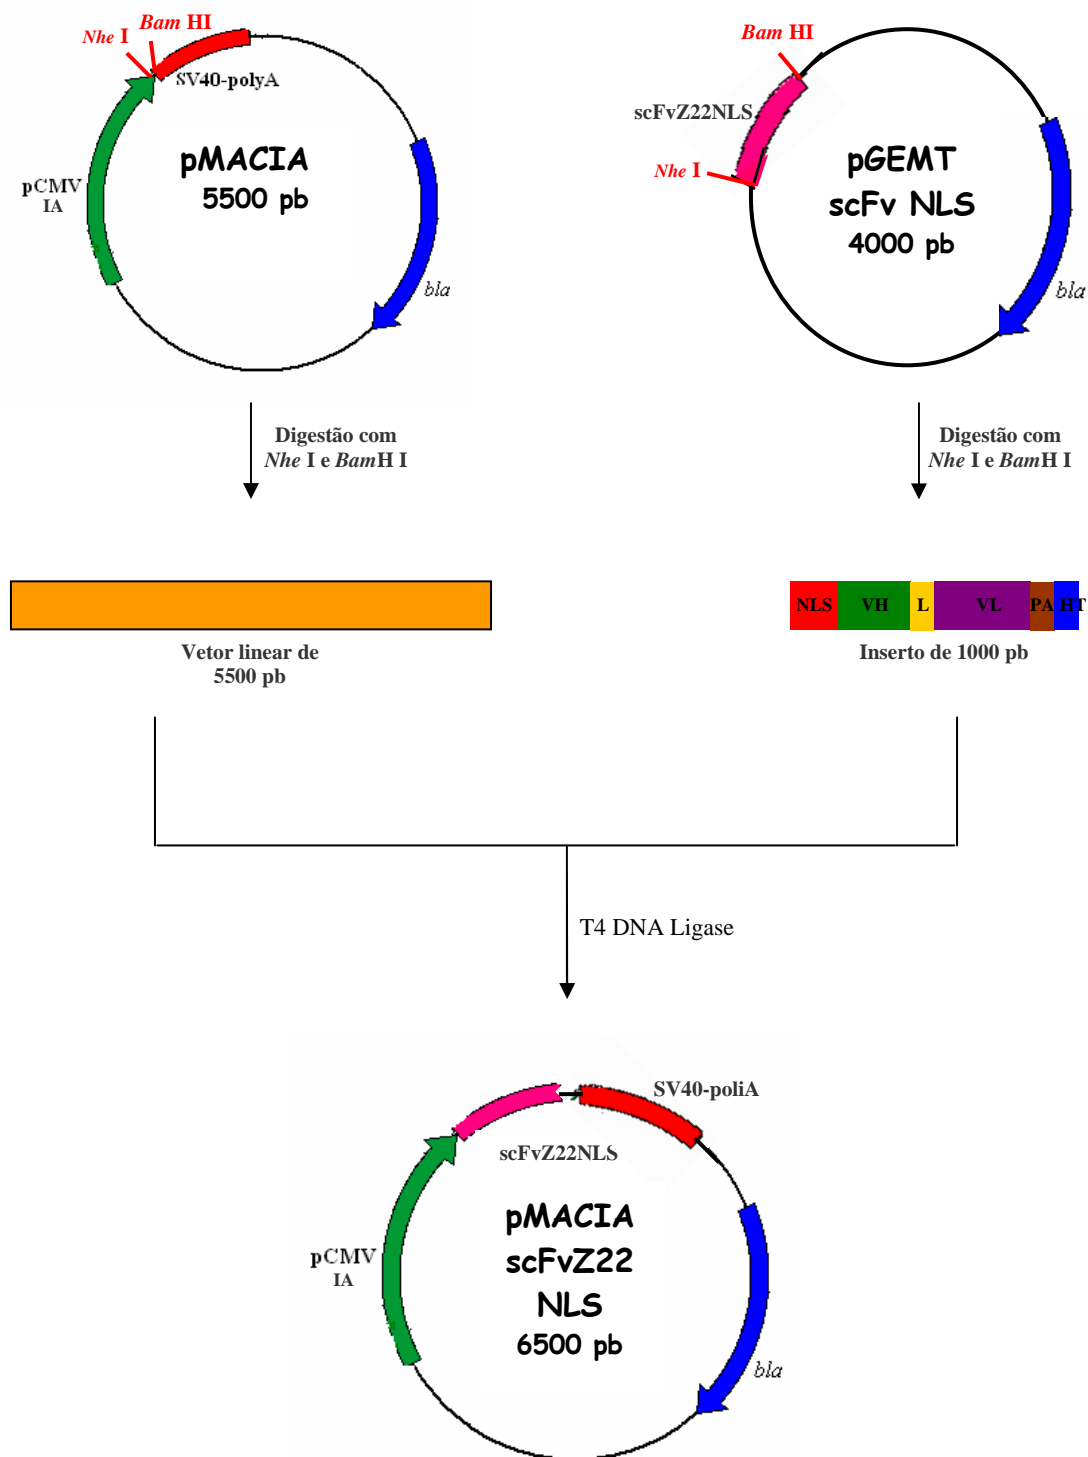 Nhe I
Bam HI
SV40-polyA
pMACIA
5500 pb
pCMV
IA
bla
Bam HI
scFvZ22NLS
Nhe I
pGEMT
scFv NLS
4000 pb
bla
Digestão com
Nhe I e BamH I
Digestão com
Nhe I e BamH I
NLS VH L VL PA HT
Vetor linear de
5500 pb
Inserto de 1000 pb
T4 DNA Ligase
SV40-poliA
scFvZ22NLS
pMACIA
scFvZ22
NLS
6500 pb
pCMV
IA
bla